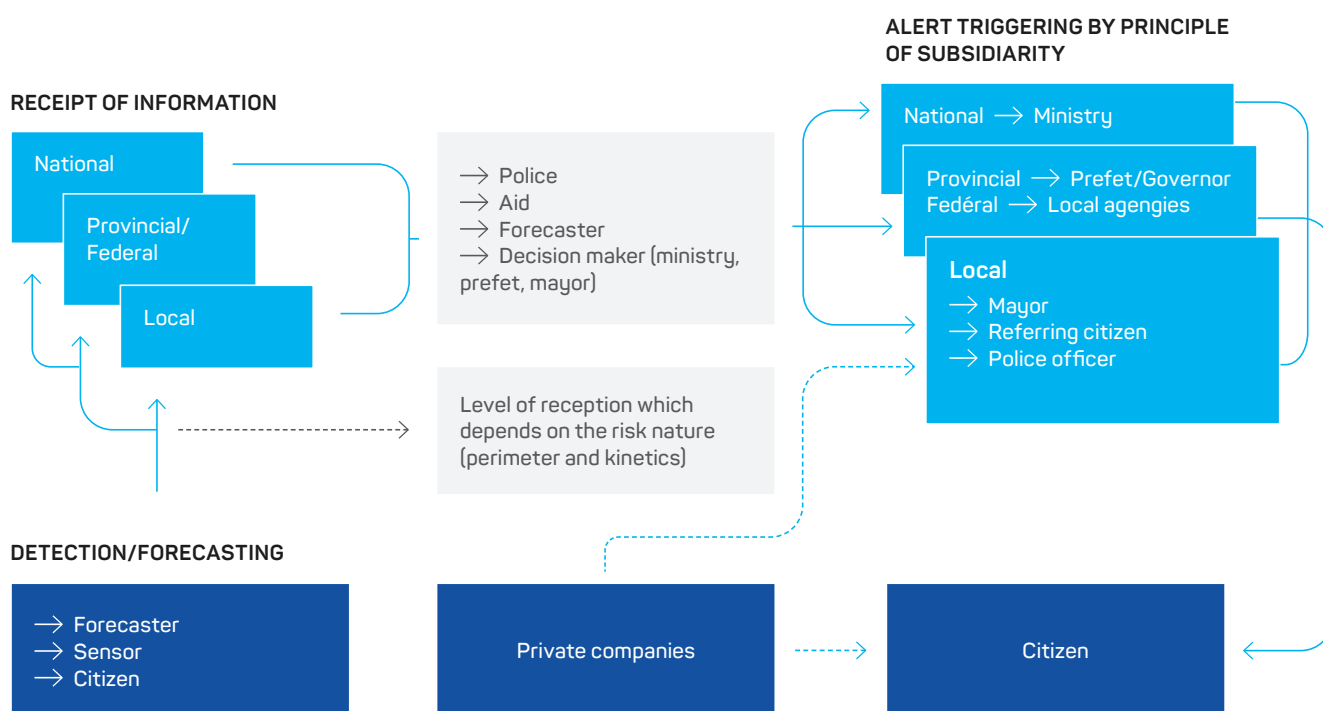 RECEIPT OF INFORMATION
National
Provincial/
Federal
Local
→ Police
→ Aid
→ Forecaster
→ Decision maker (ministry,
prefet, mayor)
Level of reception which
depends on the risk nature
(perimeter and kinetics)
ALERT TRIGGERING BY PRINCIPLE
OF SUBSIDIARITY
National → Ministry
Provincial → Prefet/Governor
Fedéral → Local agengies
Local
→ Mayor
→ Referring citizen
→ Police officer
DETECTION/FORECASTING
→ Forecaster
→ Sensor
→ Citizen
Private companies
Citizen